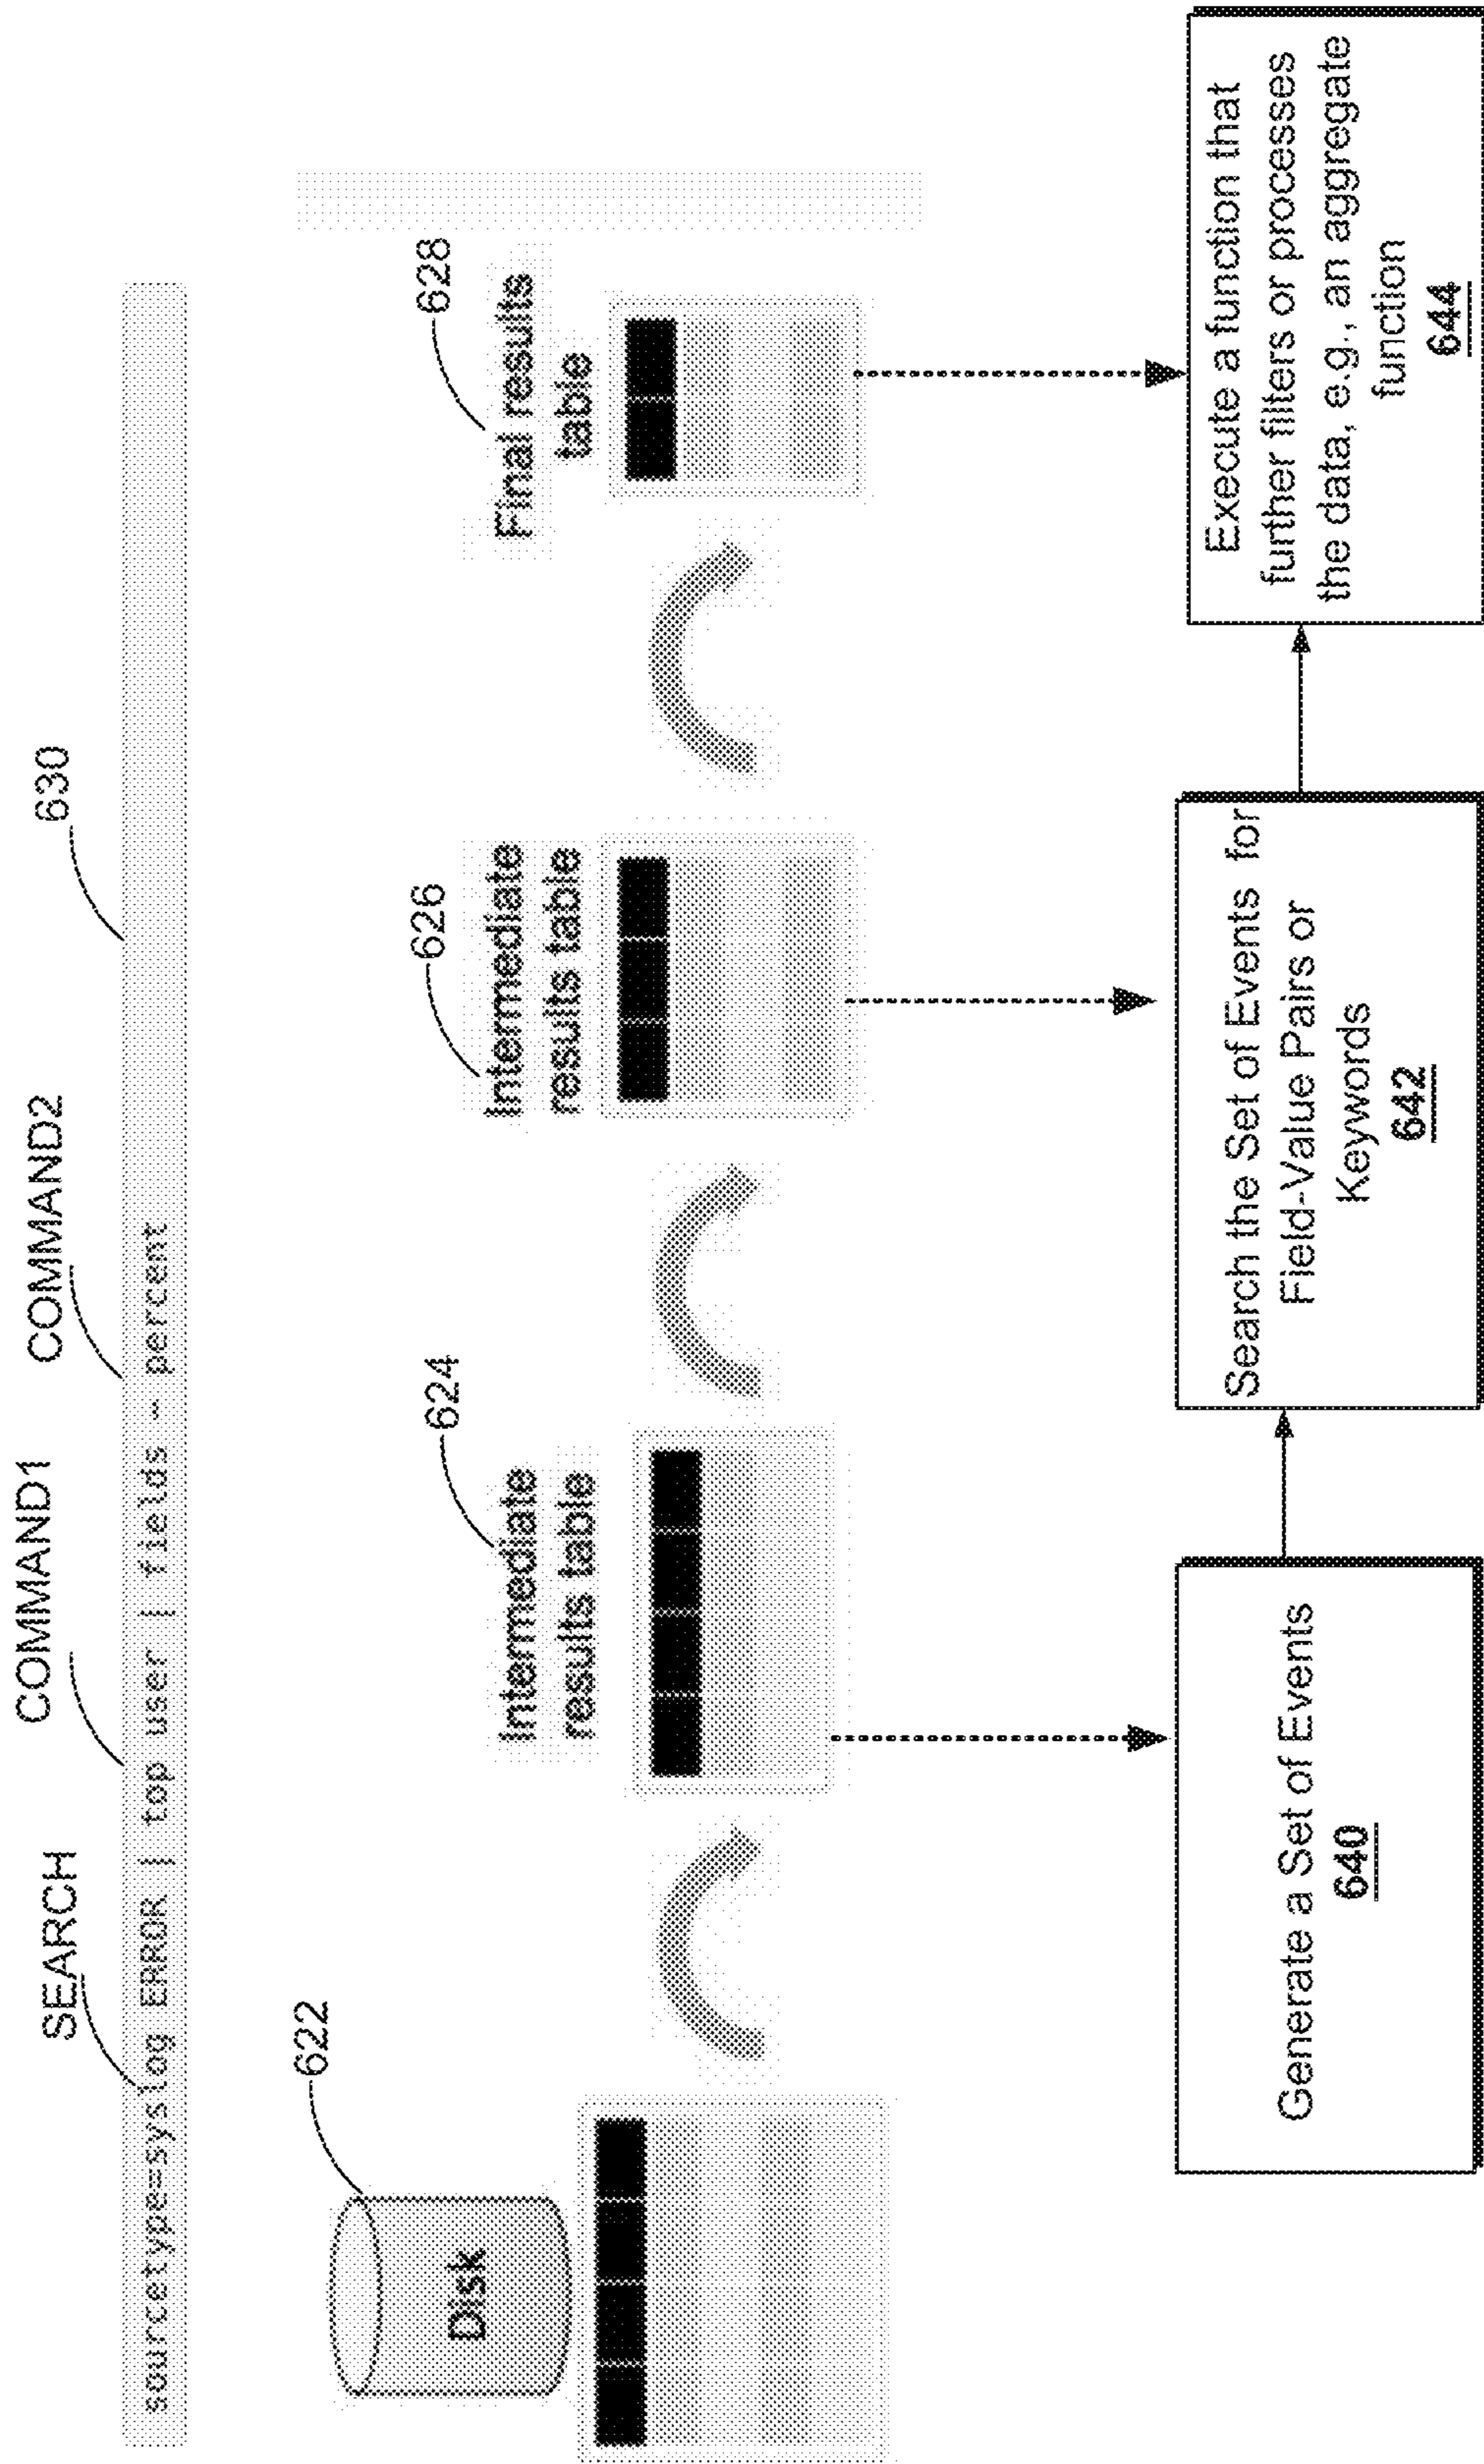 SEARCH
COMMAND1
COMMAND2
630
sourcetype=syslog ERROR | top user | fields - percent
622
Disk
624
Intermediate
results table
626
Intermediate
results table
628
Final results
table
Generate a Set of Events
640
Search the Set of Events for
Field-Value Pairs or
Keywords
642
Execute a function that
further filters or processes
the data, e.g., an aggregate
function
644